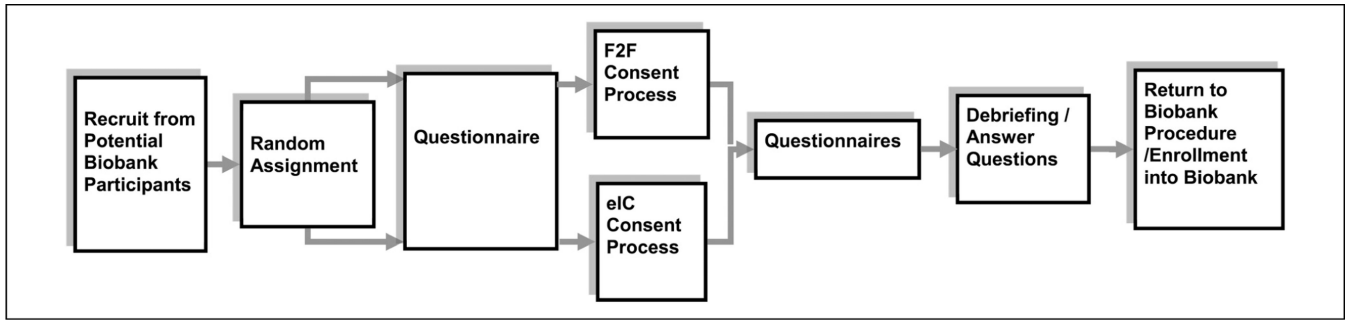 Recruit from
Potential
Biobank
Participants
Random
Assignment
Questionnaire
F2F
Consent
Process
eIC
Consent
Process
Questionnaires
Debriefing /
Answer
Questions
Return to
Biobank
Procedure
/Enrollment
into Biobank